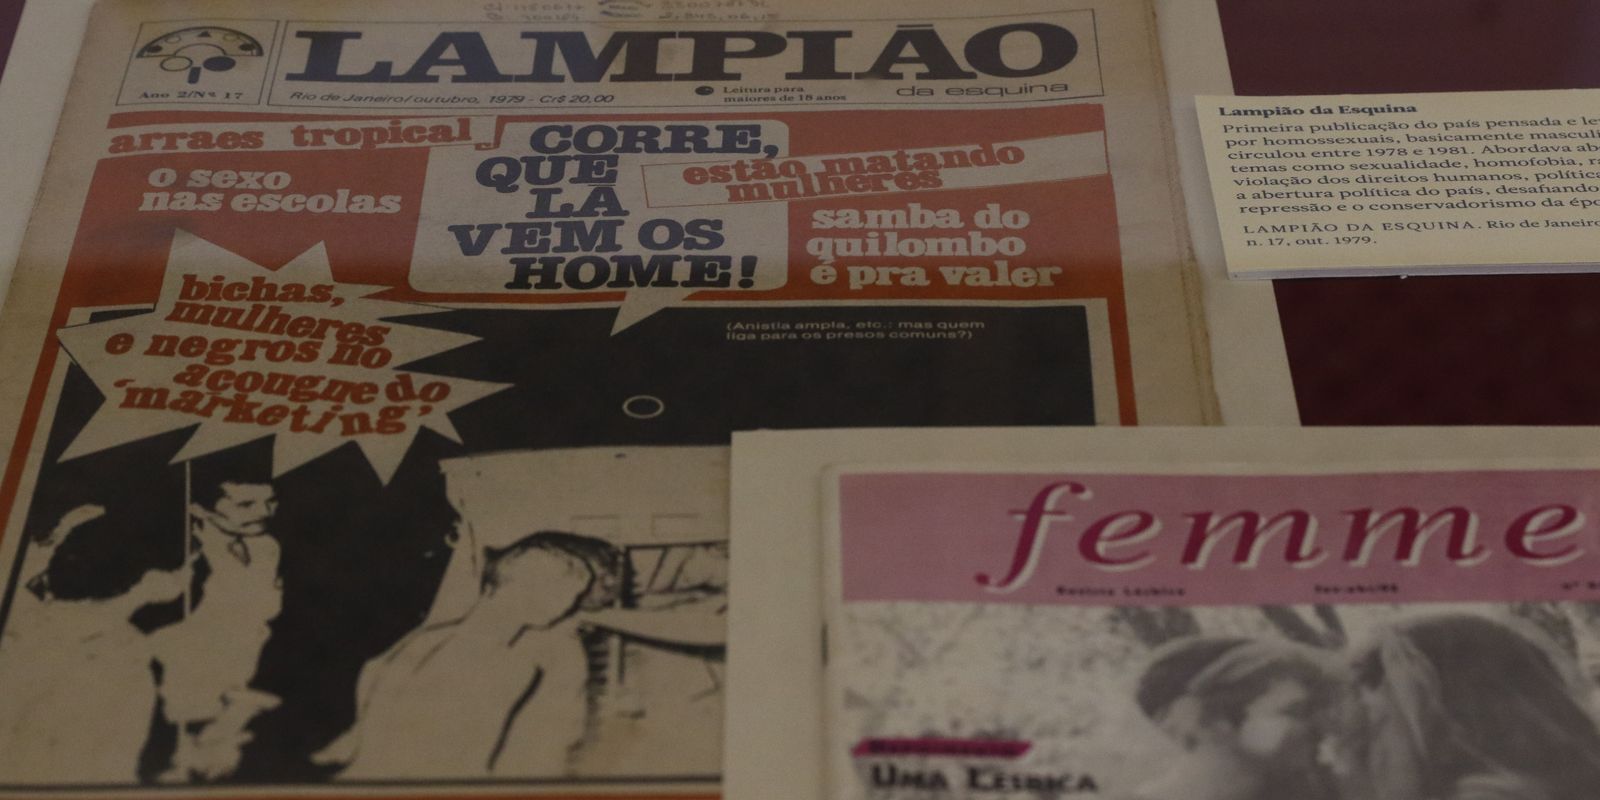 LAMPIÃO
da esquina
Ano 2/Nº 17
Rio de Janeiro/outubro, 1979 - Cr$ 20,00
Leitura para
maiores de 18 anos
arraes tropical
o sexo
nas escolas
CORRE,
QUE
LÁ
VEM OS
HOME!
estão matando
mulheres
samba do
quilombo
é pra valer
bichas,
mulheres
e negros no
açougue do
'marketing'
(Anistia ampla, etc.: mas quem
liga para os presos comuns?)
Lampião da Esquina
Primeira publicação do país pensada e
por homossexuais, basicamente
circulou entre 1978 e 1981. Abordava
temas como sexualidade, homofobia,
violação dos direitos humanos,
a abertura política do país, desafiando
repressão e o conservadorismo da
LAMPIÃO DA ESQUINA. Rio de Janeiro
n. 17, out. 1979.
femme
Revista Lésbica
UMA LÉSBICA